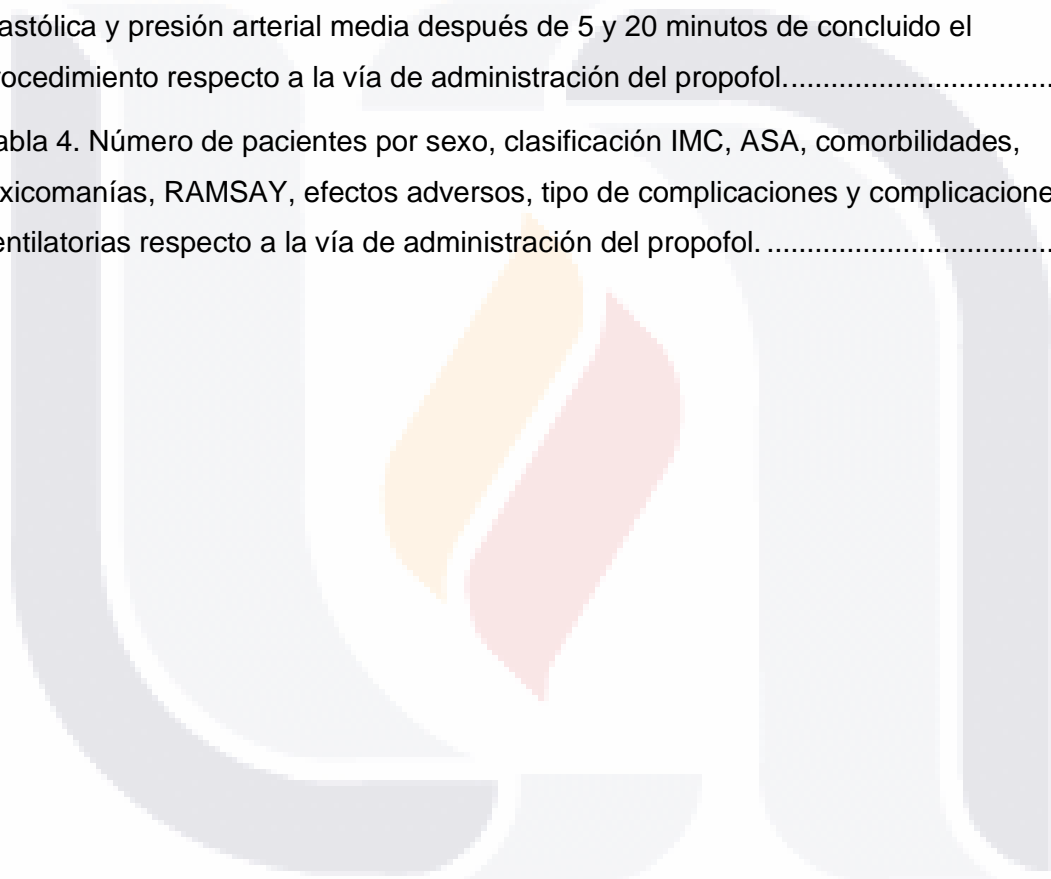 astólica y presión arterial media después de 5 y 20 minutos de concluido el
rocedimiento respecto a la vía de administración del propofol...................................
abla 4. Número de pacientes por sexo, clasificación IMC, ASA, comorbilidades,
xicomanías, RAMSAY, efectos adversos, tipo de complicaciones y complicacione
entilatorias respecto a la vía de administración del propofol. ...................................